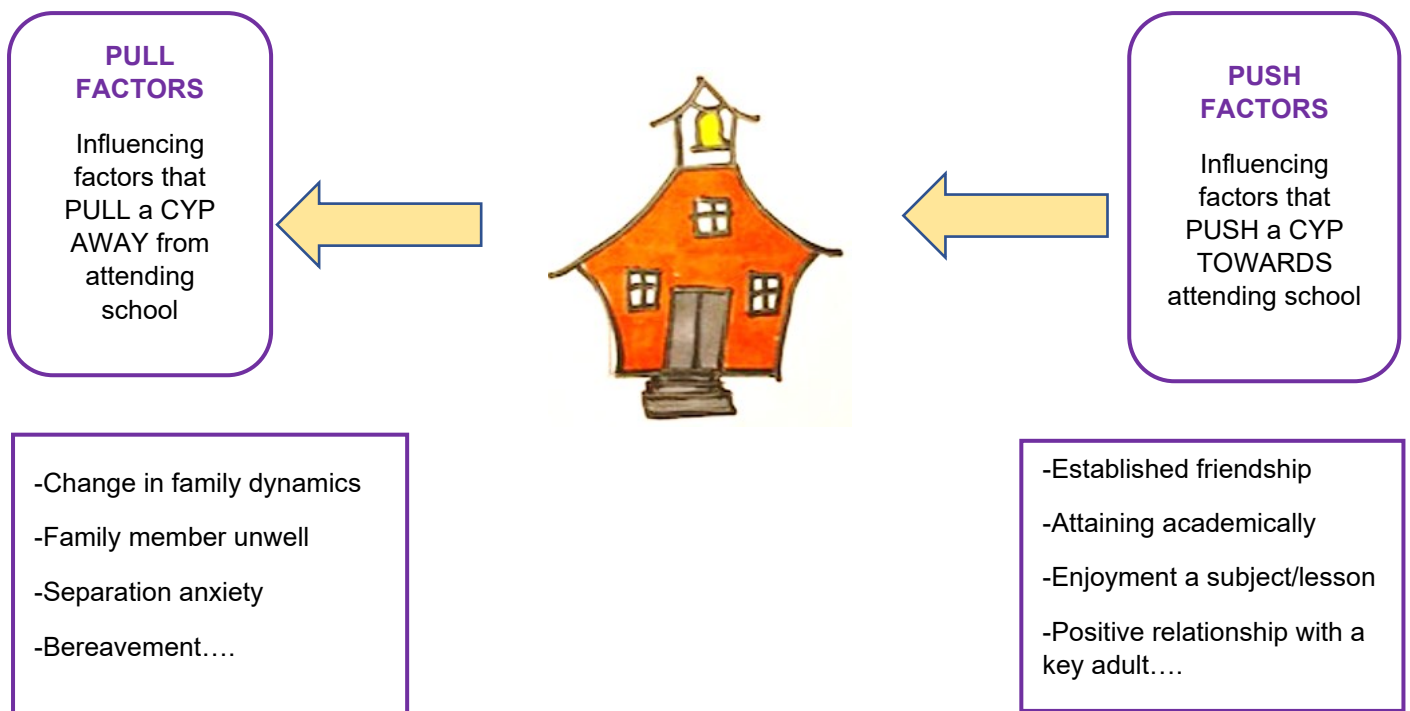 PULL
FACTORS
Influencing
factors that
PULL a CYP
AWAY from
attending
school
PUSH
FACTORS
Influencing
factors that
PUSH a CYP
TOWARDS
attending school
-Change in family dynamics
-Family member unwell
-Separation anxiety
-Bereavement….
-Established friendship
-Attaining academically
-Enjoyment a subject/lesson
-Positive relationship with a
key adult….